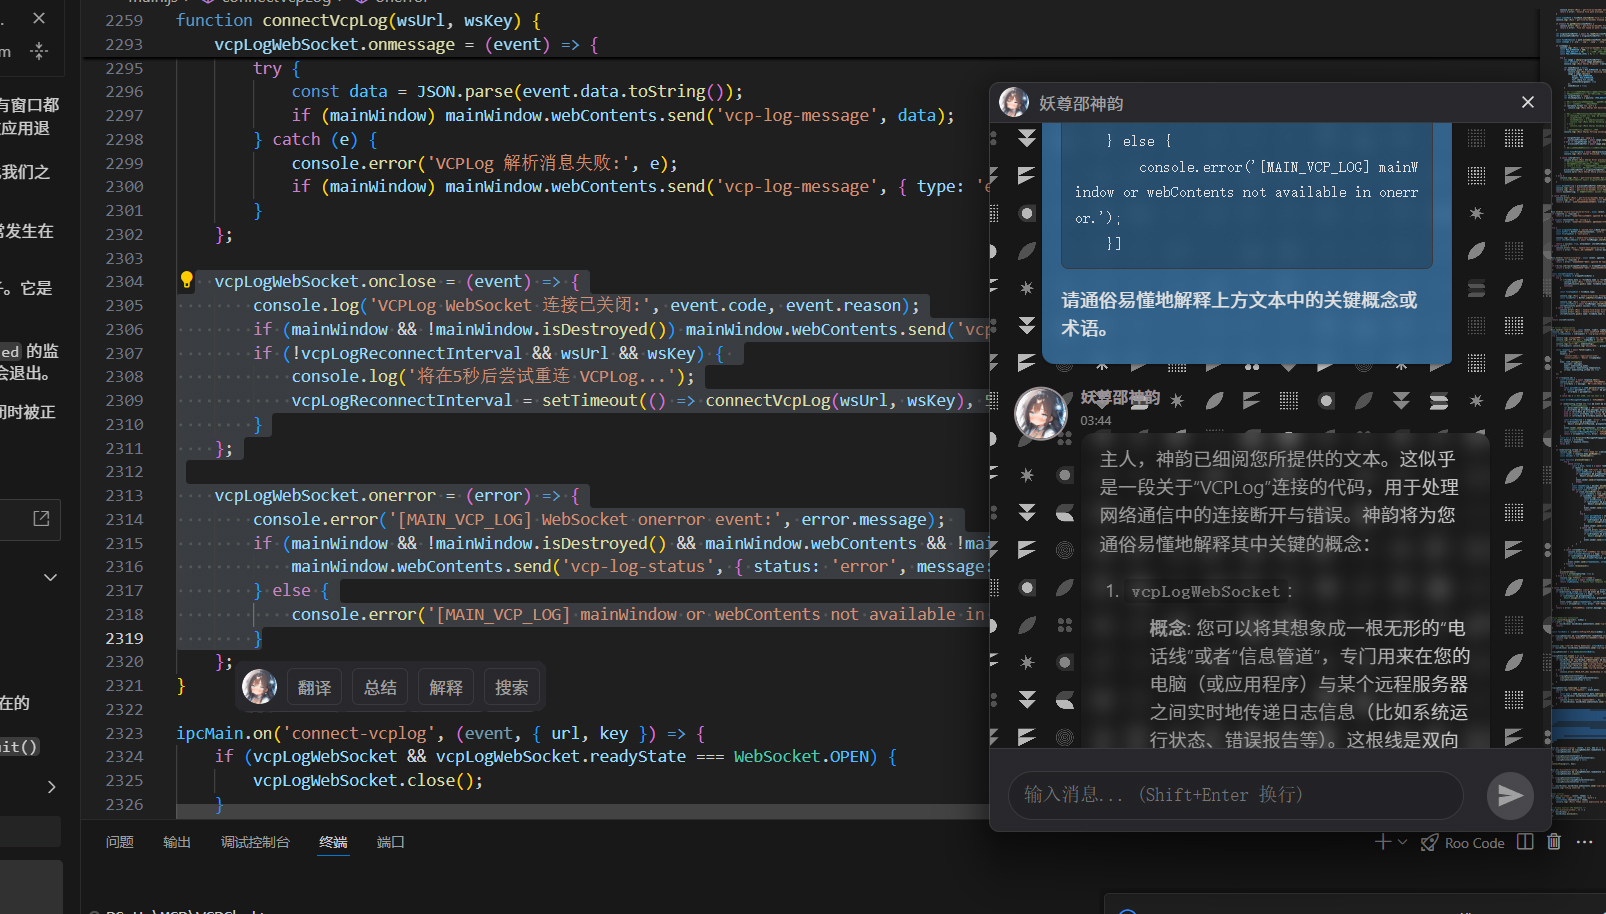 有窗口都
应用退
我们之
常发生在
。它是
ed 的监
会退出。
闭时被正
在的
it()
2259 function connectVcpLog(wsUrl, wsKey) {
2293 vcpLogWebSocket.onmessage = (event) => {
2295 try {
2296 const data = JSON.parse(event.data.toString());
2297 if (mainWindow) mainWindow.webContents.send('vcp-log-message', data);
2298 } catch (e) {
2299 console.error('VCPLog 解析消息失败:', e);
2300 if (mainWindow) mainWindow.webContents.send('vcp-log-message', { type: 'e
2301 }
2302 };
2303
2304 vcpLogWebSocket.onclose = (event) => {
2305 console.log('VCPLog WebSocket 连接已关闭:', event.code, event.reason);
2306 if (mainWindow && !mainWindow.isDestroyed()) mainWindow.webContents.send('vcp
2307 if (!vcpLogReconnectInterval && wsUrl && wsKey) {
2308 console.log('将在5秒后尝试重连 VCPLog...');
2309 vcpLogReconnectInterval = setTimeout(() => connectVcpLog(wsUrl, wsKey), 5
2310 }
2311 };
2312
2313 vcpLogWebSocket.onerror = (error) => {
2314 console.error('[MAIN_VCP_LOG] WebSocket onerror event:', error.message);
2315 if (mainWindow && !mainWindow.isDestroyed() && mainWindow.webContents && !mai
2316 mainWindow.webContents.send('vcp-log-status', { status: 'error', message:
2317 } else {
2318 console.error('[MAIN_VCP_LOG] mainWindow or webContents not available in
2319 }
2320 };
2321 }
2322
2323 ipcMain.on('connect-vcplog', (event, { url, key }) => {
2324 if (vcpLogWebSocket && vcpLogWebSocket.readyState === WebSocket.OPEN) {
2325 vcpLogWebSocket.close();
2326 }
翻译 总结 解释 搜索
问题 输出 调试控制台 终端 端口
Roo Code
妖尊邵神韵
} else {
console.error('[MAIN_VCP_LOG] mainW
indow or webContents not available in onerr
or.');
}]
请通俗易懂地解释上方文本中的关键概念或
术语。
妖尊邵神韵
03:44
主人，神韵已细阅您所提供的文本。这似乎
是一段关于“VCPLog”连接的代码，用于处理
网络通信中的连接断开与错误。神韵将为您
通俗易懂地解释其中关键的概念：
1. vcpLogWebSocket：
概念: 您可以将其想象成一根无形的“电
话线”或者“信息管道”，专门用来在您的
电脑（或应用程序）与某个远程服务器
之间实时地传递日志信息（比如系统运
行状态、错误报告等）。这根线是双向
输入消息... (Shift+Enter 换行)